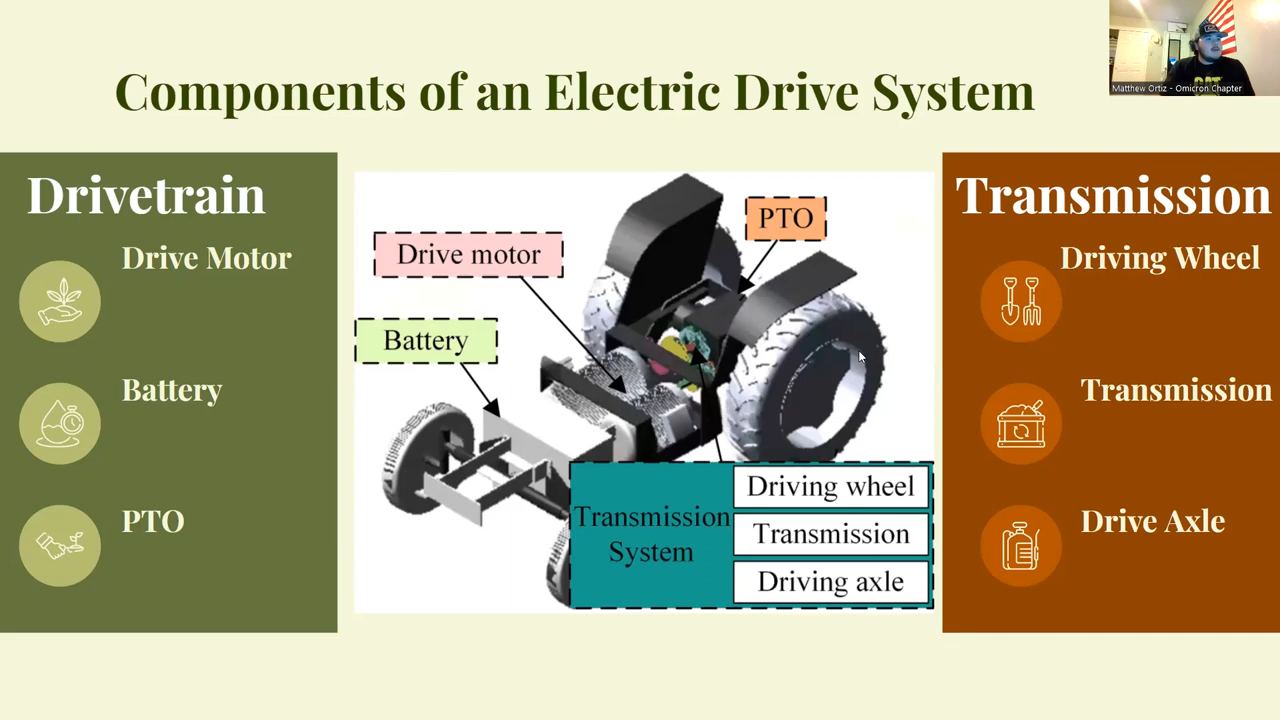 Components of an Electric Drive System
Matthew Ortiz - Omicron Chapter
Drivetrain
Drive Motor
Battery
PTO
Drive motor
PTO
Battery
Transmission
System
Driving wheel
Transmission
Driving axle
Transmission
Driving Wheel
Transmission
Drive Axle